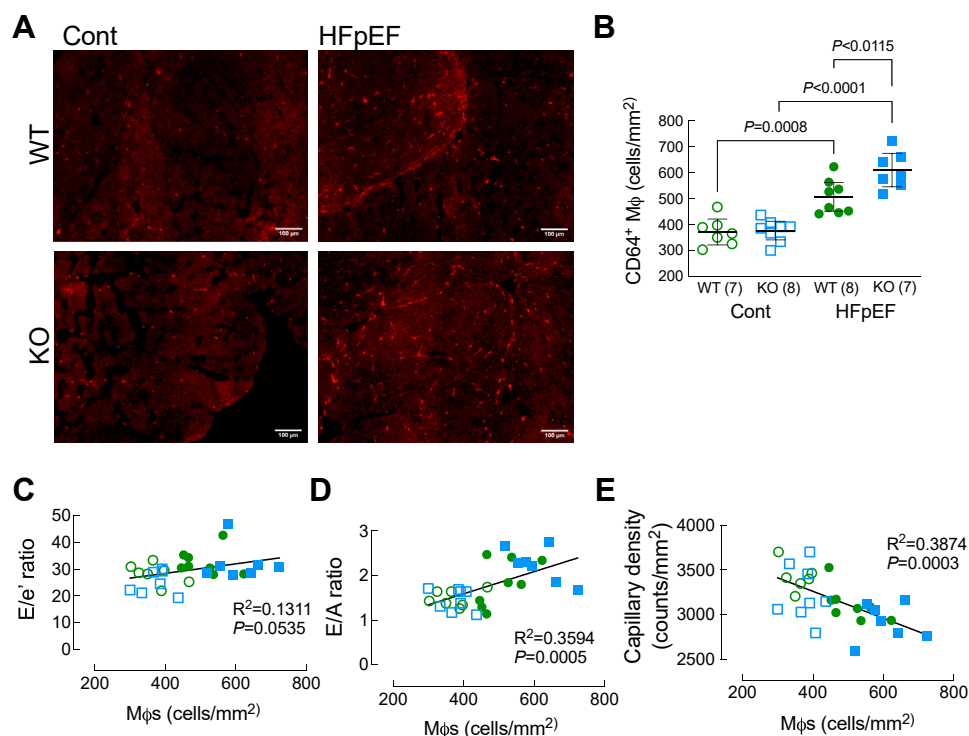 A
Cont
HFpEF
WT
100 μm
100 μm
KO
100 μm
100 μm
B
P<0.0115
P<0.0001
P=0.0008
CD64+ Mϕ (cells/mm2)
800
700
600
500
400
300
200
WT (7) KO (8) WT (8) KO (7)
Cont HFpEF
C
E/e' ratio
50
40
30
20
10
0
R2=0.1311
P=0.0535
200 400 600 800
Mϕs (cells/mm2)
D
E/A ratio
3
2
1
0
R2=0.3594
P=0.0005
200 400 600 800
Mϕs (cells/mm2)
E
Capillary density
(counts/mm2)
4000
3500
3000
2500
R2=0.3874
P=0.0003
200 400 600 800
Mϕs (cells/mm2)